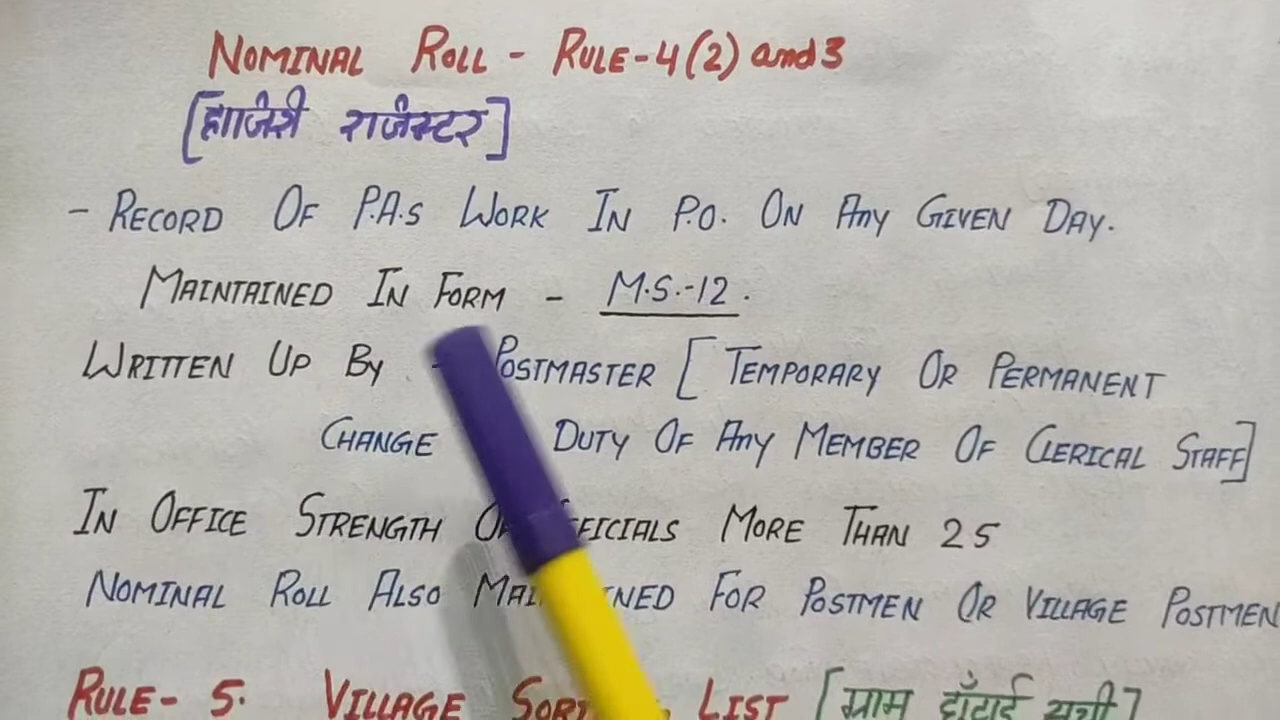 NOMINAL ROLL - RULE-4(2) and 3
[हाजिरी राजिस्टर]
- RECORD OF P.A.S WORK IN P.O. ON Any GIVEN DAY.
MAINTAINED IN FORM - M.S.-12.
WRITTEN UP By - POSTMASTER [TEMPORARY OR PERMANENT
CHANGE DUTY OF Any MEMBER OF CLERICAL STAFF]
IN OFFICE STRENGTH MORE THAN 25
NOMINAL ROLL ALSO FOR POSTMEN OR VILLAGE POSTMEN
RULE- 5. VILLAGE LIST [ग्राम